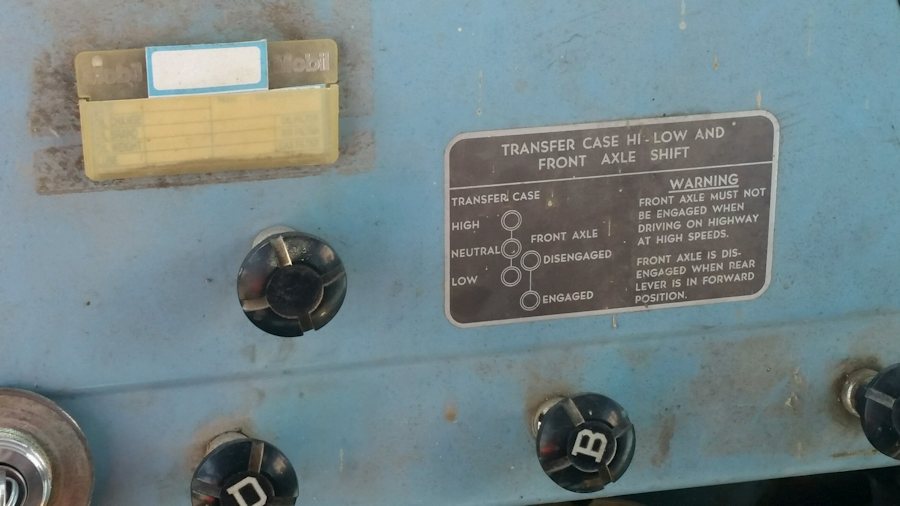 Mobil
TRANSFER CASE HI-LOW AND
FRONT AXLE SHIFT
TRANSFER CASE
HIGH
NEUTRAL
LOW
FRONT AXLE
DISENGAGED
ENGAGED
WARNING
FRONT AXLE MUST NOT
BE ENGAGED WHEN
DRIVING ON HIGHWAY
AT HIGH SPEEDS.
FRONT AXLE IS DIS-
ENGAGED WHEN REAR
LEVER IS IN FORWARD
POSITION.
D
B